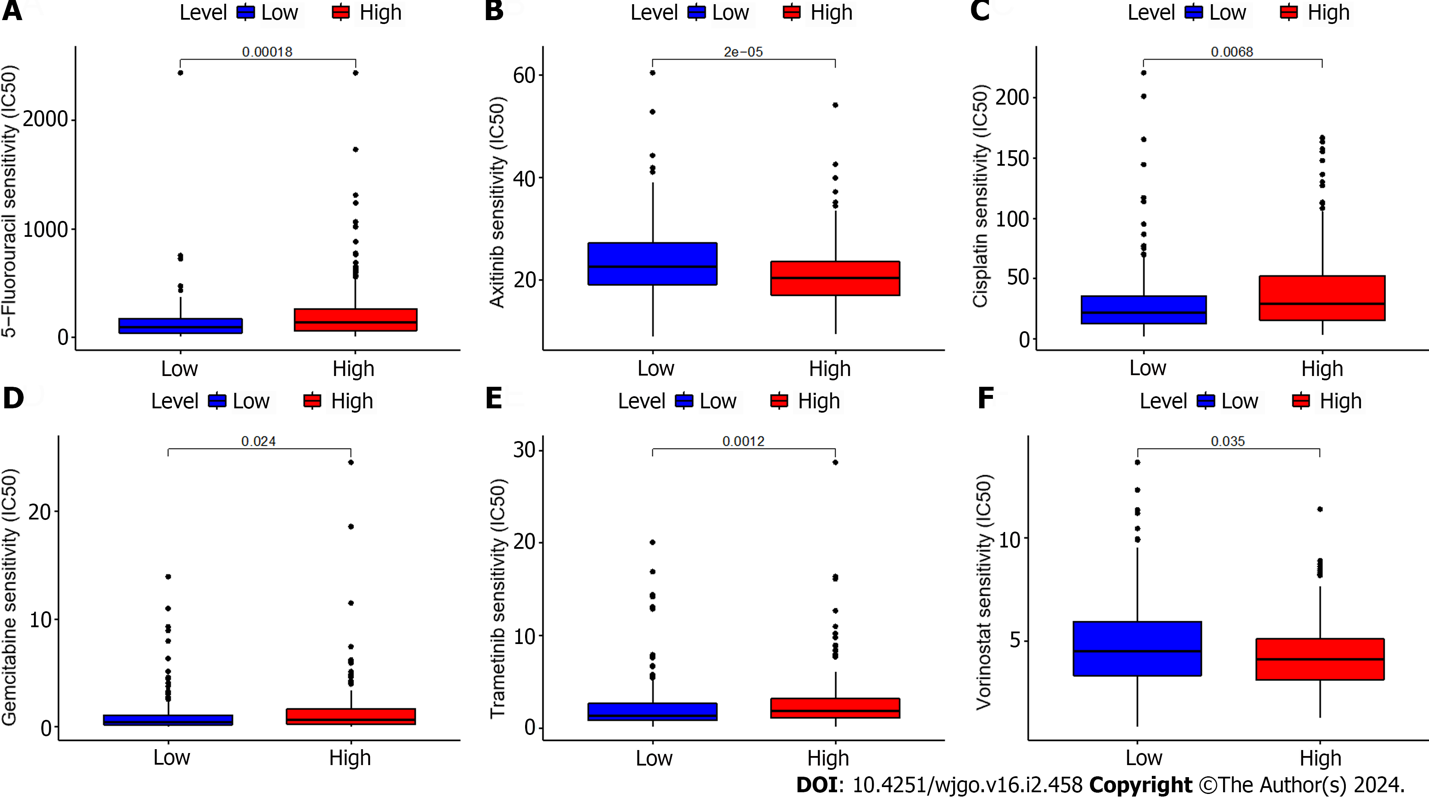 A
Level Low High
0.00018
5−Fluorouracil sensitivity (IC50)
2000
1000
0
Low High
B
Level Low High
2e−05
Axitinib sensitivity (IC50)
60
40
20
Low High
C
Level Low High
0.0068
Cisplatin sensitivity (IC50)
200
150
100
50
0
Low High
D
Level Low High
0.024
Gemcitabine sensitivity (IC50)
20
10
0
Low High
E
Level Low High
0.0012
Trametinib sensitivity (IC50)
30
20
10
0
Low High
F
Level Low High
0.035
Vorinostat sensitivity (IC50)
10
5
Low High
DOI: 10.4251/wjgo.v16.i2.458 Copyright ©The Author(s) 2024.